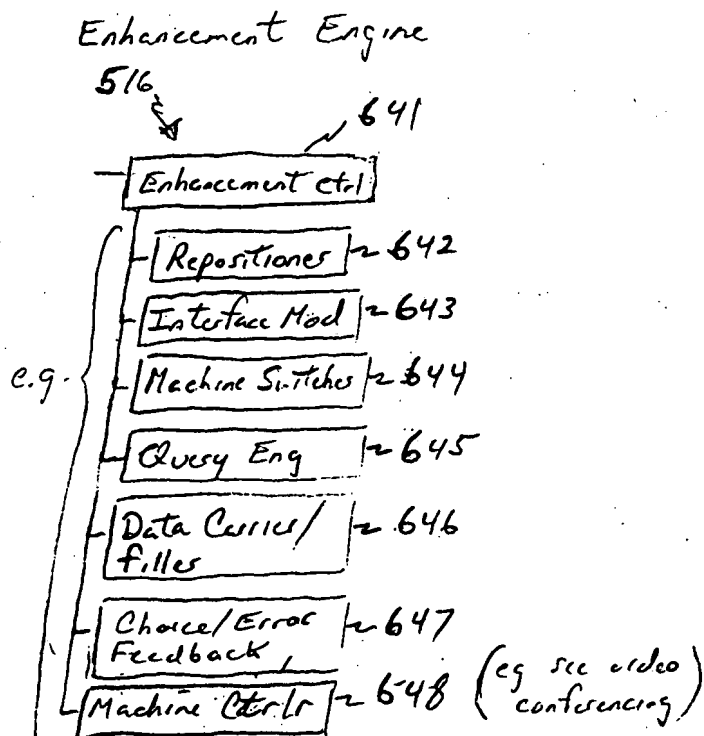 Enhancement Engine
516
641
Enhancement Ctrl
Repositioner 642
Interface Mod 643
e.g.
Machine Switcher 644
Query Eng 645
Data Carrier/ 646
filler
Choice/Error 647
Feedback
Machine Ctrlr 648 (eg see video
conferencing)